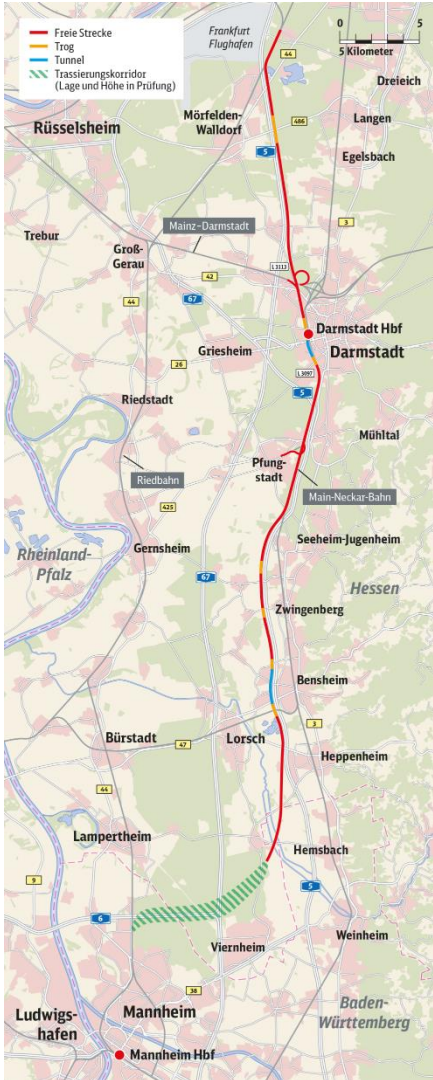 Freie Strecke
Trog
Tunnel
Trassierungskorridor
(Lage und Höhe in Prüfung)
Frankfurt
Flughafen
0
5
5 Kilometer
44
Dreieich
Mörfelden-
Walldorf
486
Langen
Rüsselsheim
5
Egelsbach
3
Trebur
Mainz-Darmstadt
Groß-
Gerau
L 3113
42
67
44
Darmstadt Hbf
Griesheim
Darmstadt
26
L 3097
5
Riedstadt
Mühltal
Pfung-
stadt
Riedbahn
Main-Neckar-Bahn
425
Seeheim-Jugenheim
Gernsheim
Rheinland-
Pfalz
67
Hessen
Zwingenberg
Bensheim
3
Bürstadt
47
Lorsch
Heppenheim
44
Lampertheim
Hemsbach
9
5
6
Weinheim
Viernheim
38
Ludwigs-
hafen
Mannheim
Baden-
Württemberg
Mannheim Hbf